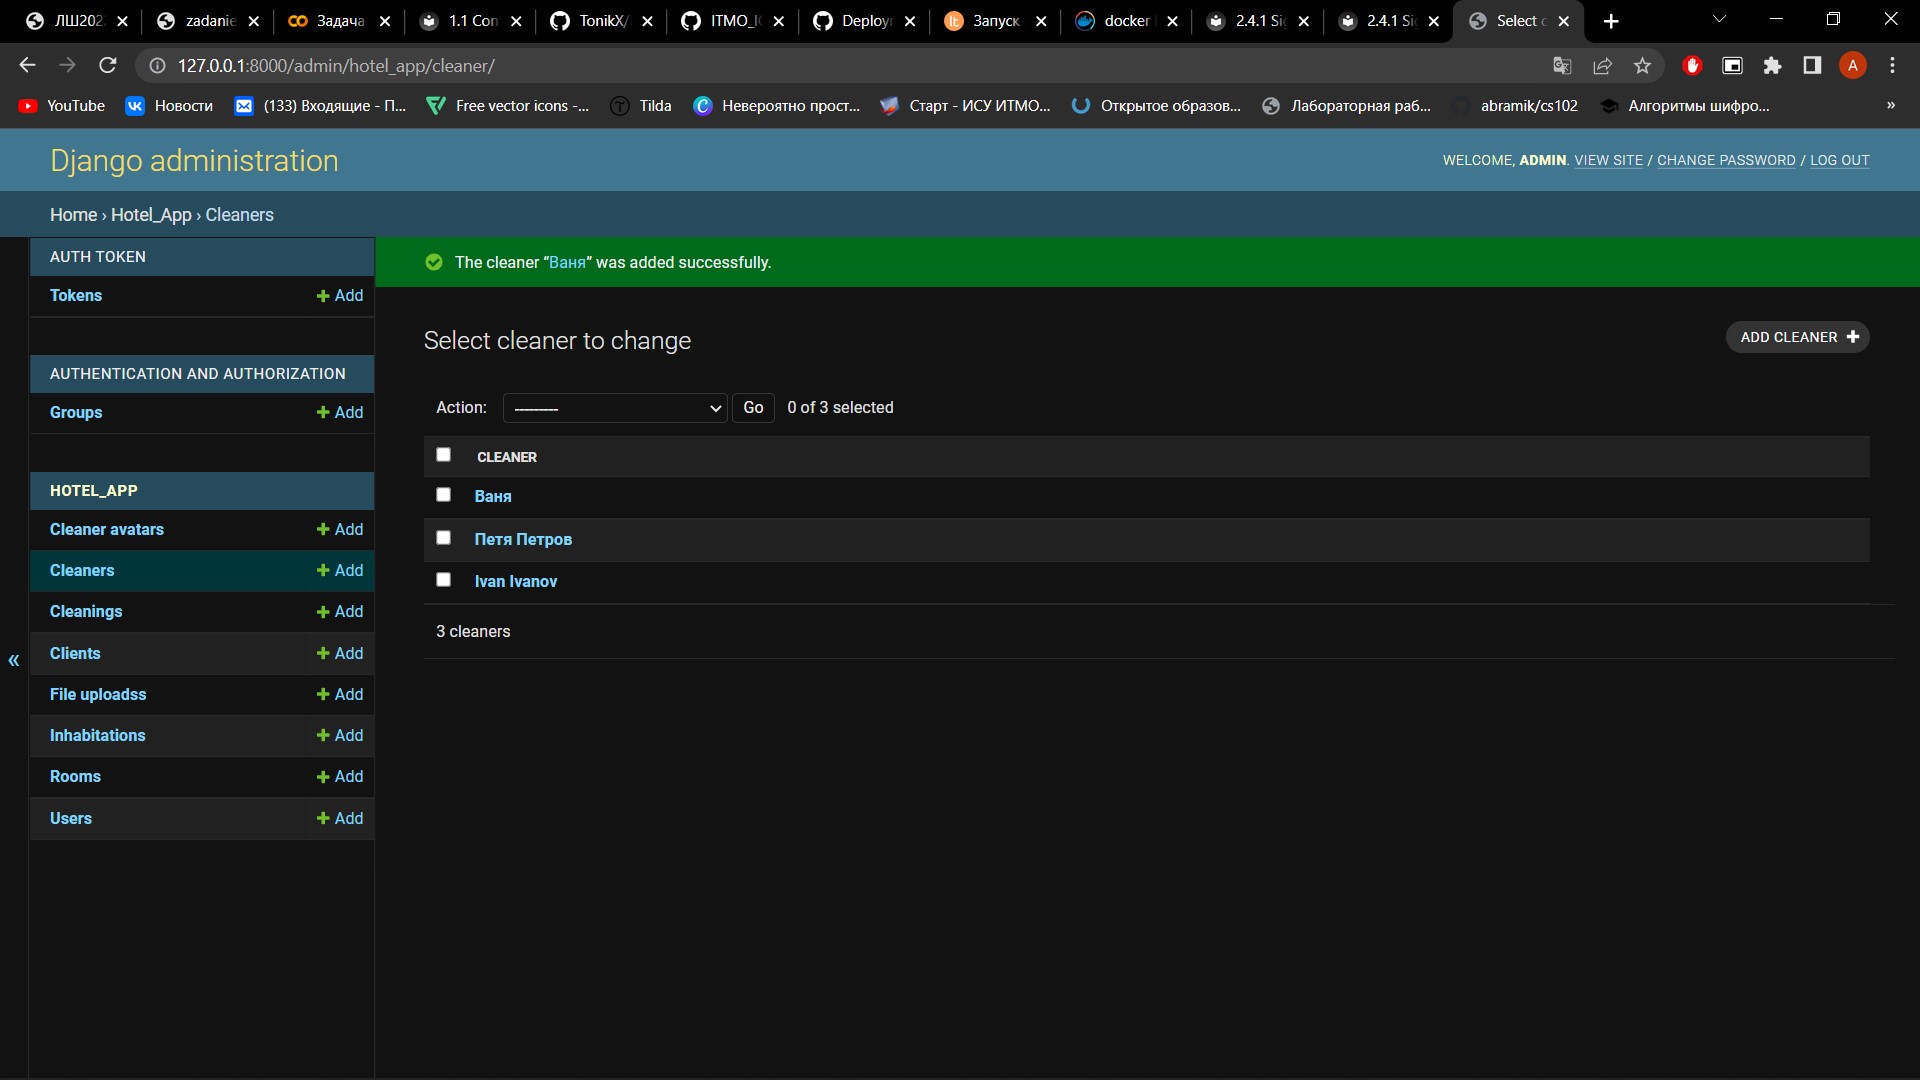 ЛШ202 zadanie Задача 1.1 Con TonikX/ ITMO_I Deploy Запуск docker 2.4.1 Si 2.4.1 Si Select c
127.0.0.1:8000/admin/hotel_app/cleaner/ A
YouTube Новости (133) Входящие - П... Free vector icons -... Tilda Невероятно прост... Старт - ИСУ ИТМО... Открытое образов... Лабораторная раб... abramik/cs102 Алгоритмы шифро... »
Django administration
WELCOME, ADMIN. VIEW SITE / CHANGE PASSWORD / LOG OUT
Home › Hotel_App › Cleaners
AUTH TOKEN
Tokens + Add
AUTHENTICATION AND AUTHORIZATION
Groups + Add
HOTEL_APP
Cleaner avatars + Add
Cleaners + Add
Cleanings + Add
Clients + Add
File uploadss + Add
Inhabitations + Add
Rooms + Add
Users + Add
«
The cleaner “Ваня” was added successfully.
Select cleaner to change
ADD CLEANER +
Action: --------- Go 0 of 3 selected
CLEANER
Ваня
Петя Петров
Ivan Ivanov
3 cleaners